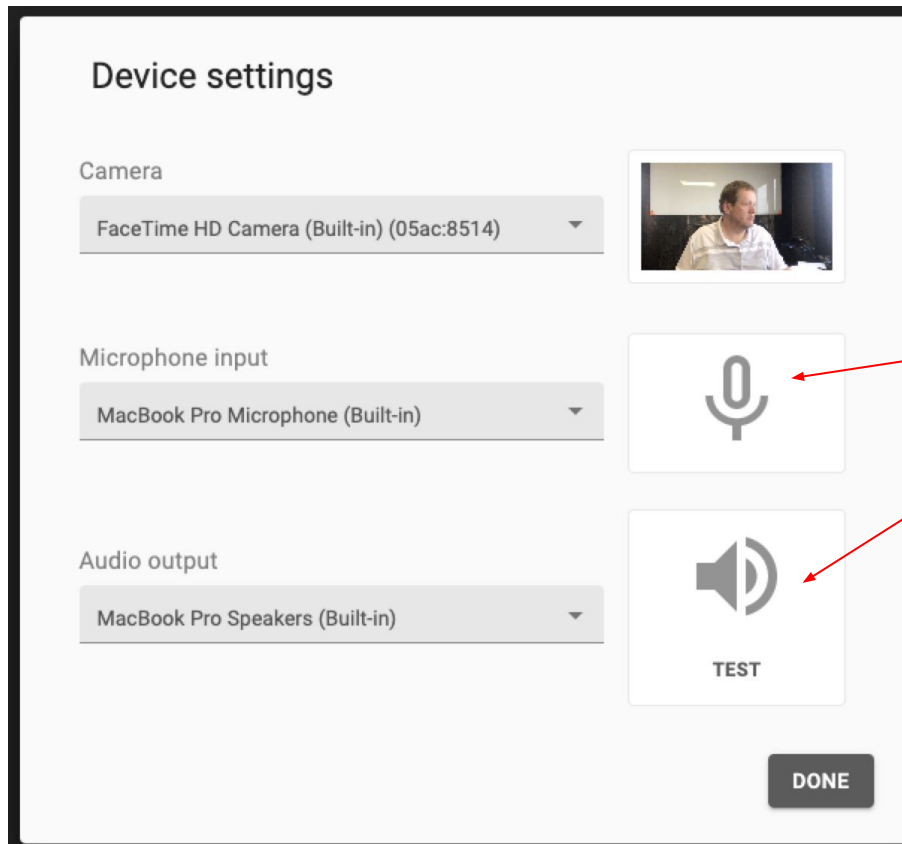 Device settings
Camera
FaceTime HD Camera (Built-in) (05ac:8514)
Microphone input
MacBook Pro Microphone (Built-in)
Audio output
MacBook Pro Speakers (Built-in)
TEST
DONE